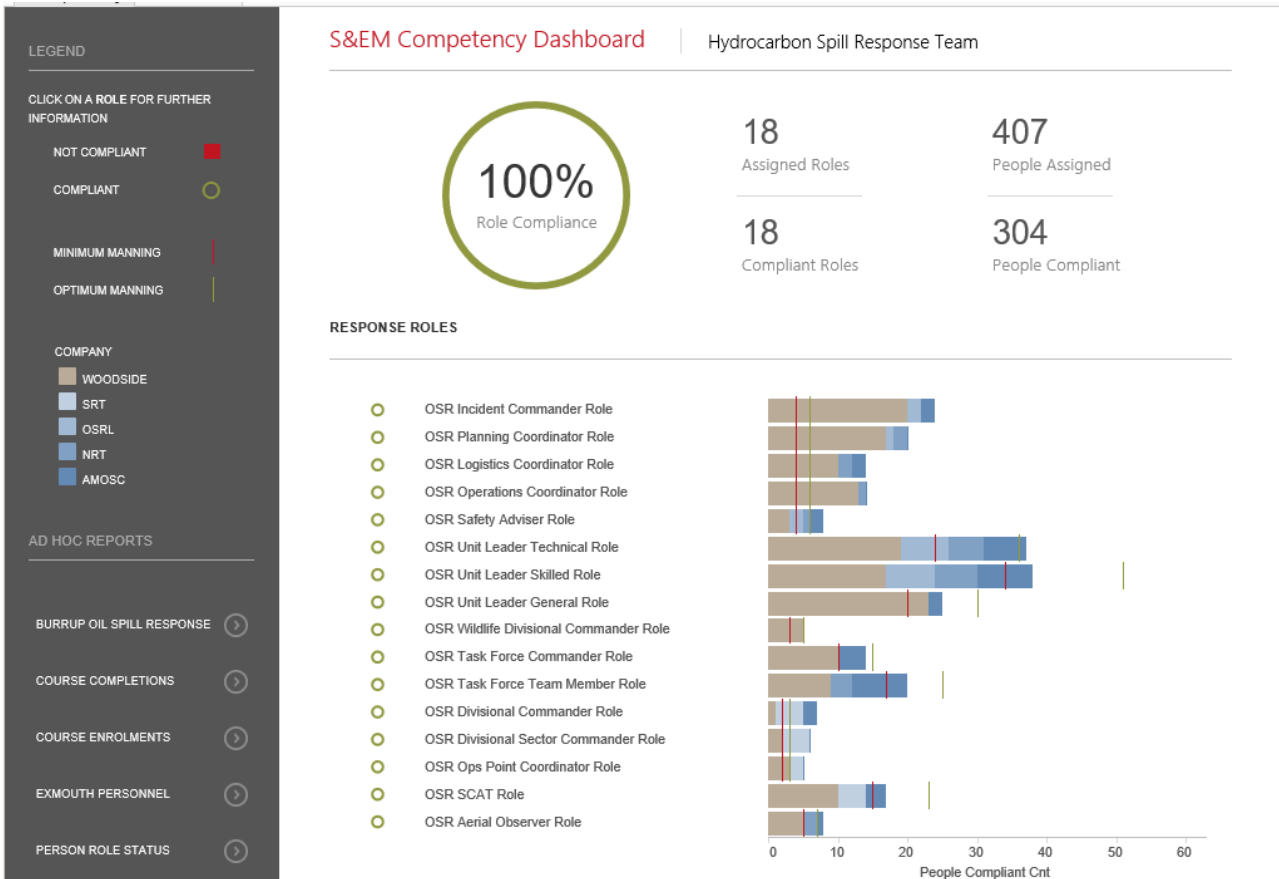 LEGEND
CLICK ON A ROLE FOR FURTHER
INFORMATION
NOT COMPLIANT
COMPLIANT
MINIMUM MANNING
OPTIMUM MANNING
COMPANY
WOODSIDE
SRT
OSRL
NRT
AMOSC
AD HOC REPORTS
BURRUP OIL SPILL RESPONSE
COURSE COMPLETIONS
COURSE ENROLMENTS
EXMOUTH PERSONNEL
PERSON ROLE STATUS
S&EM Competency Dashboard
Hydrocarbon Spill Response Team
100%
Role Compliance
18
Assigned Roles
407
People Assigned
18
Compliant Roles
304
People Compliant
RESPONSE ROLES
OSR Incident Commander Role
OSR Planning Coordinator Role
OSR Logistics Coordinator Role
OSR Operations Coordinator Role
OSR Safety Adviser Role
OSR Unit Leader Technical Role
OSR Unit Leader Skilled Role
OSR Unit Leader General Role
OSR Wildlife Divisional Commander Role
OSR Task Force Commander Role
OSR Task Force Team Member Role
OSR Divisional Commander Role
OSR Divisional Sector Commander Role
OSR Ops Point Coordinator Role
OSR SCAT Role
OSR Aerial Observer Role
0 10 20 30 40 50 60
People Compliant Cnt